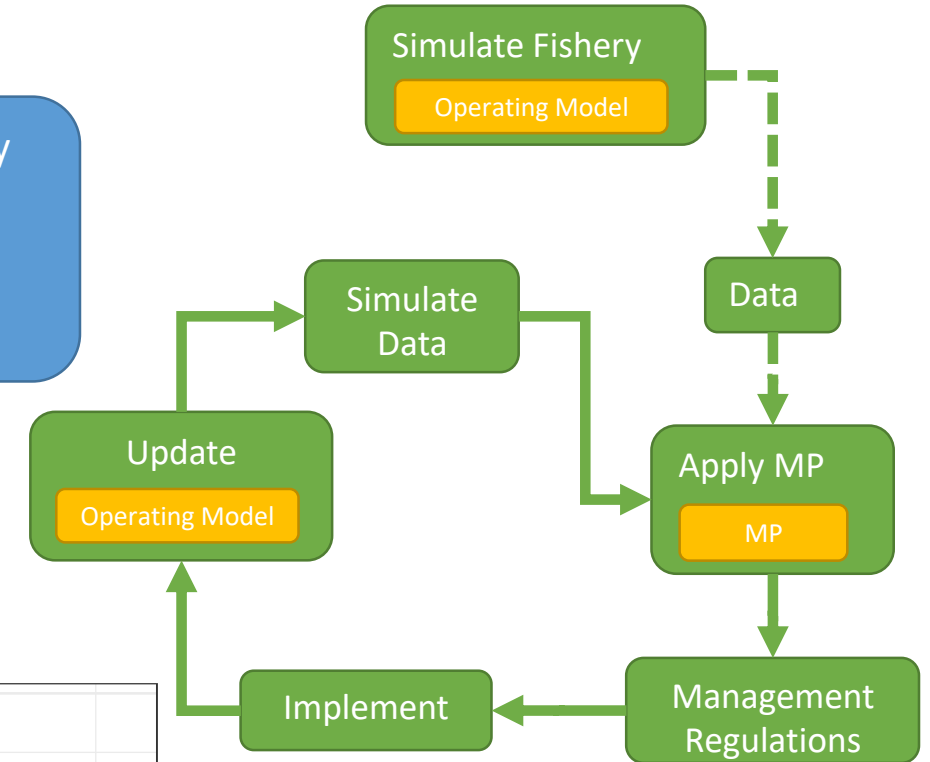 Simulate Fishery
Operating Model
y
Simulate
Data
Data
Update
Operating Model
Apply MP
MP
Implement
Management
Regulations